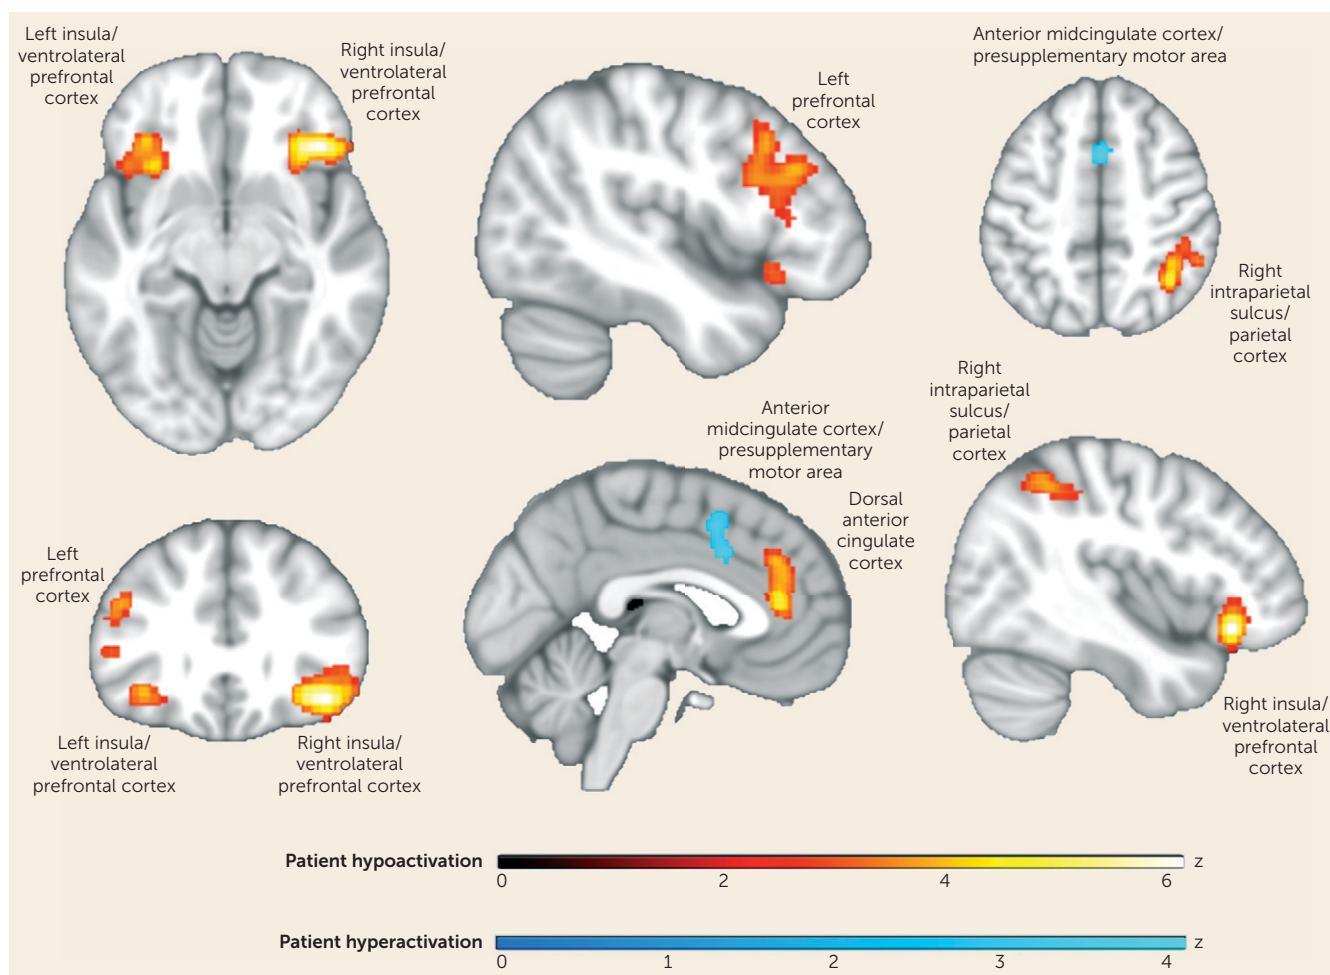 Left insula/
ventrolateral
prefrontal
cortex
Right insula/
ventrolateral
prefrontal
cortex
Left
prefrontal
cortex
Anterior midcingulate cortex/
presupplementary motor area
Right
intraparietal
sulcus/
parietal
cortex
Left
prefrontal
cortex
Left insula/
ventrolateral
prefrontal cortex
Right insula/
ventrolateral
prefrontal cortex
Anterior
midcingulate cortex/
presupplementary
motor area
Dorsal
anterior
cingulate
cortex
Right
intraparietal
sulcus/
parietal
cortex
Right insula/
ventrolateral
prefrontal
cortex
Patient hypoactivation z
0 2 4 6
Patient hyperactivation z
0 1 2 3 4